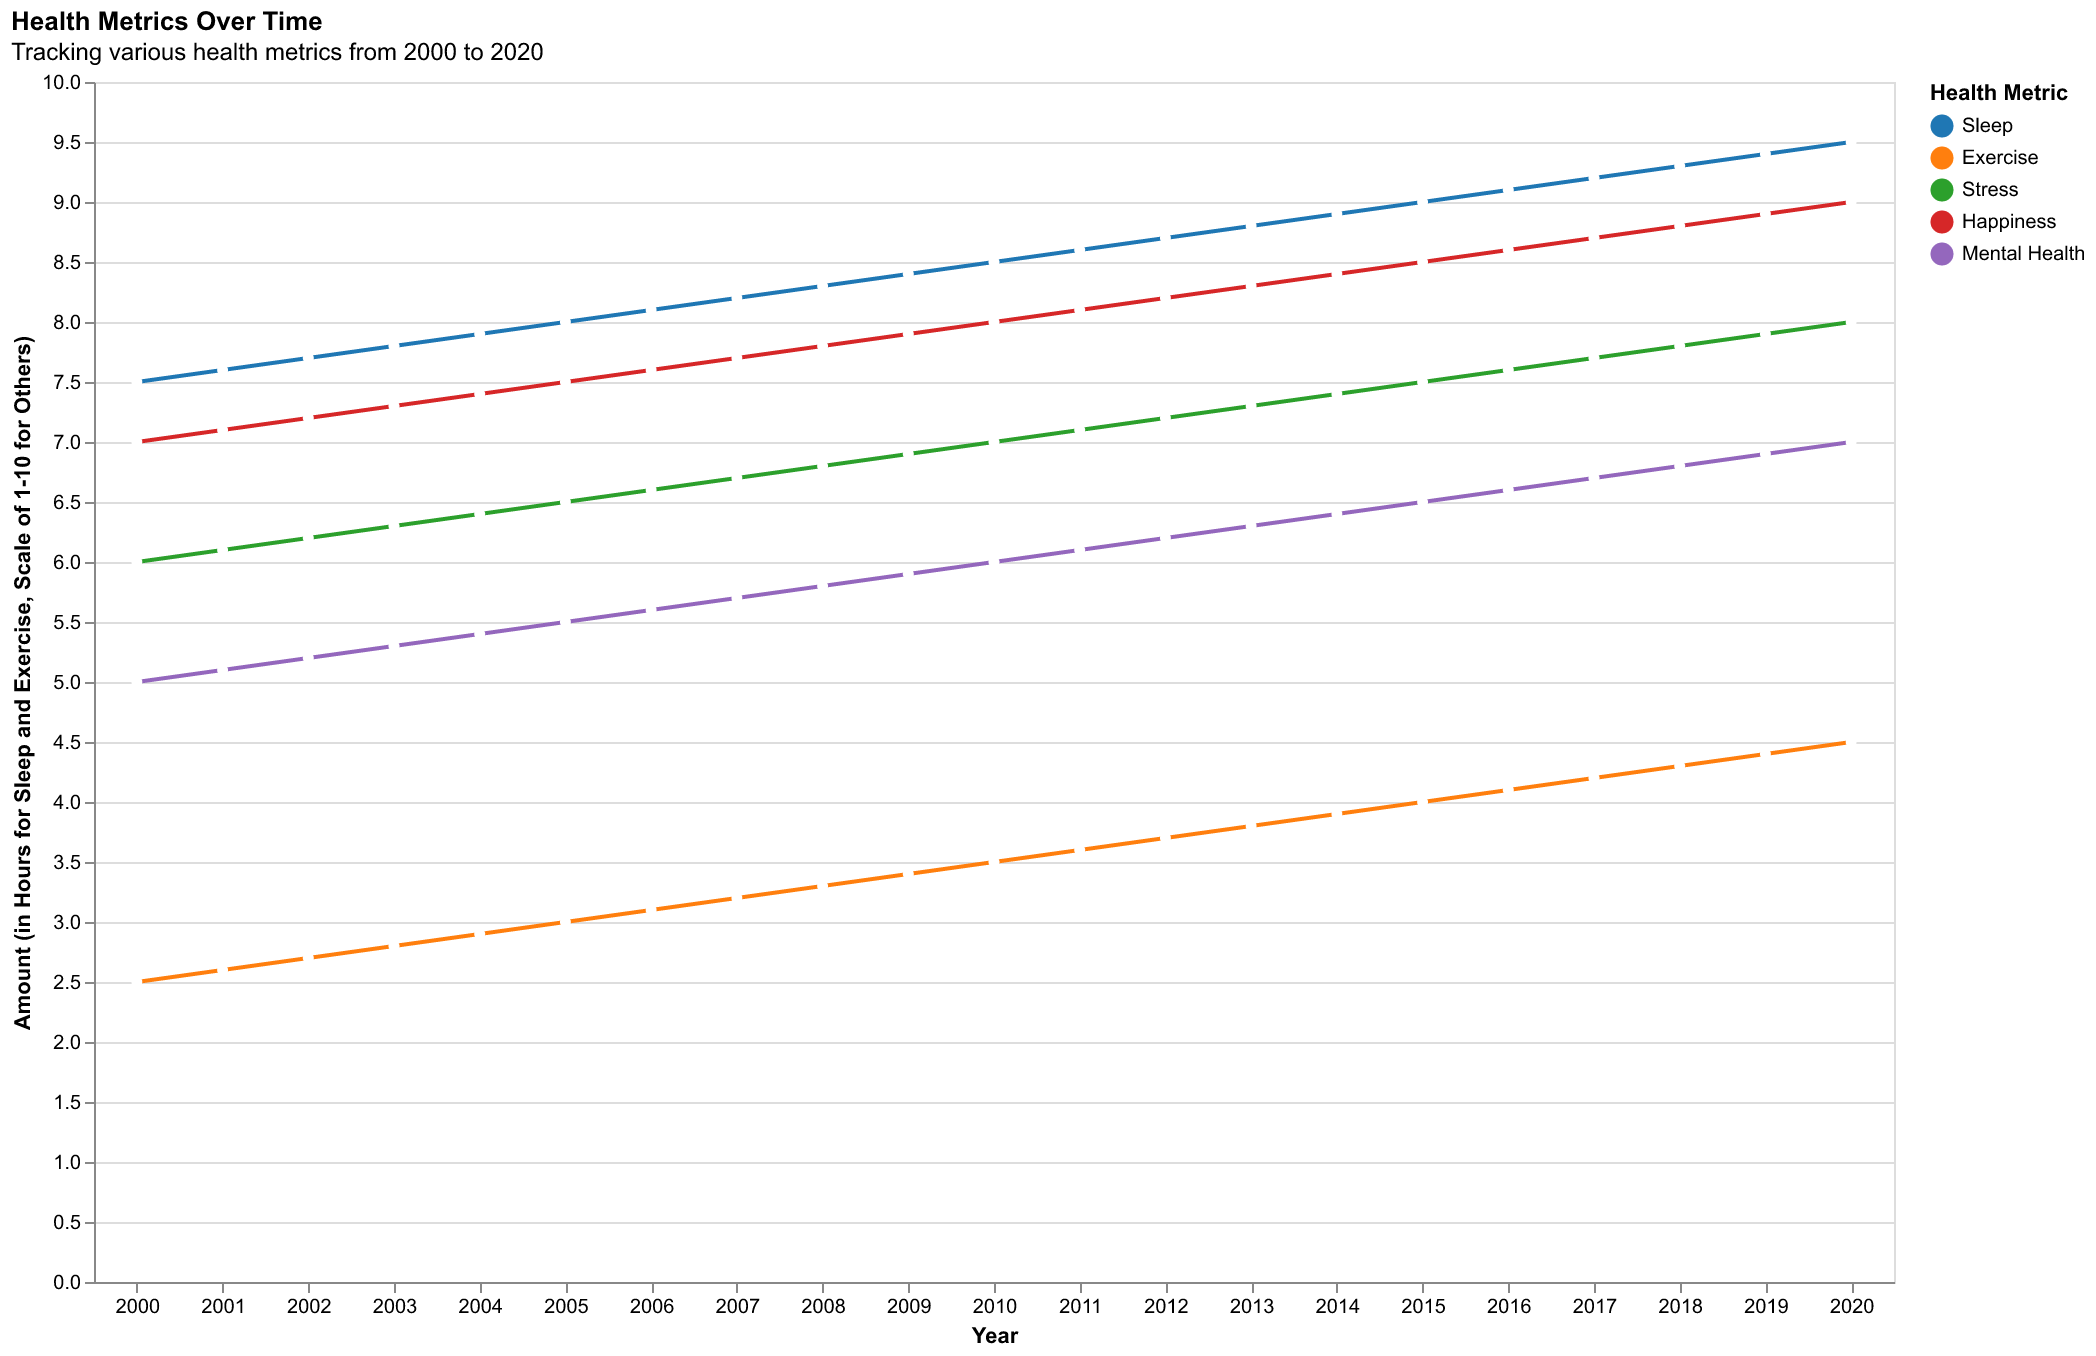 Health Metrics Over Time
Tracking various health metrics from 2000 to 2020
Amount (in Hours for Sleep and Exercise, Scale of 1-10 for Others)
10.0
9.5
9.0
8.5
8.0
7.5
7.0
6.5
6.0
5.5
5.0
4.5
4.0
3.5
3.0
2.5
2.0
1.5
1.0
0.5
0.0
2000 2001 2002 2003 2004 2005 2006 2007 2008 2009 2010 2011 2012 2013 2014 2015 2016 2017 2018 2019 2020
Year
Health Metric
Sleep
Exercise
Stress
Happiness
Mental Health